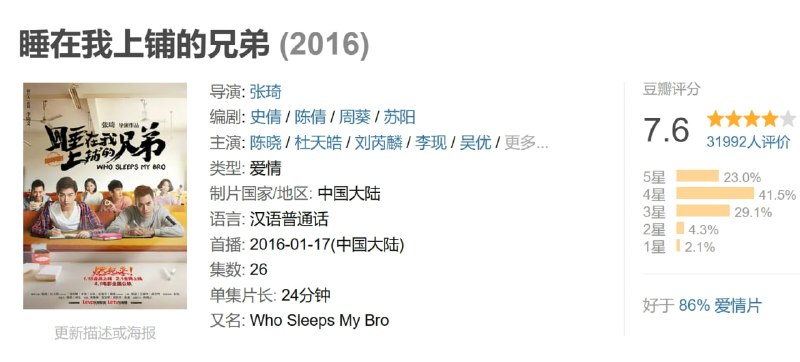 睡在我上铺的兄弟 (2016)
张琦 导演作品
睡在我上铺的兄弟
WHO SLEEPS MY BRO
更新描述或海报
导演: 张琦
编剧: 史倩 / 陈倩 / 周葵 / 苏阳
主演: 陈晓 / 杜天皓 / 刘芮麟 / 李现 / 吴优 / 更多...
类型: 爱情
制片国家/地区: 中国大陆
语言: 汉语普通话
首播: 2016-01-17(中国大陆)
集数: 26
单集片长: 24分钟
又名: Who Sleeps My Bro
豆瓣评分
7.6
31992人评价
5星 23.0%
4星 41.5%
3星 29.1%
2星 4.3%
1星 2.1%
好于 86% 爱情片